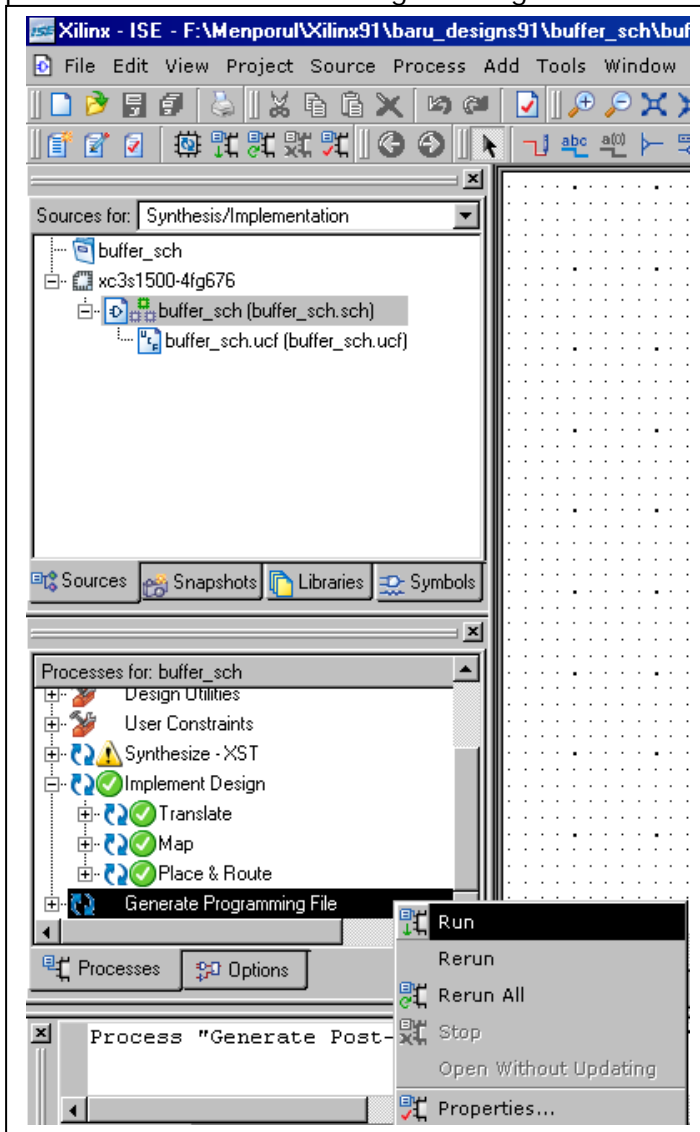 Xilinx - ISE - F:\Menporul\Xilinx91\baru_designs91\buffer_sch\buf
File Edit View Project Source Process Add Tools Window
abc
Sources for: Synthesis/Implementation
buffer_sch
xc3s1500-4fg676
buffer_sch (buffer_sch.sch)
buffer_sch.ucf (buffer_sch.ucf)
Sources Snapshots Libraries Symbols
Processes for: buffer_sch
Design Utilities
User Constraints
Synthesize - XST
Implement Design
Translate
Map
Place & Route
Generate Programming File
Run
Rerun
Rerun All
Stop
Open Without Updating
Properties...
Processes Options
Process "Generate Post-